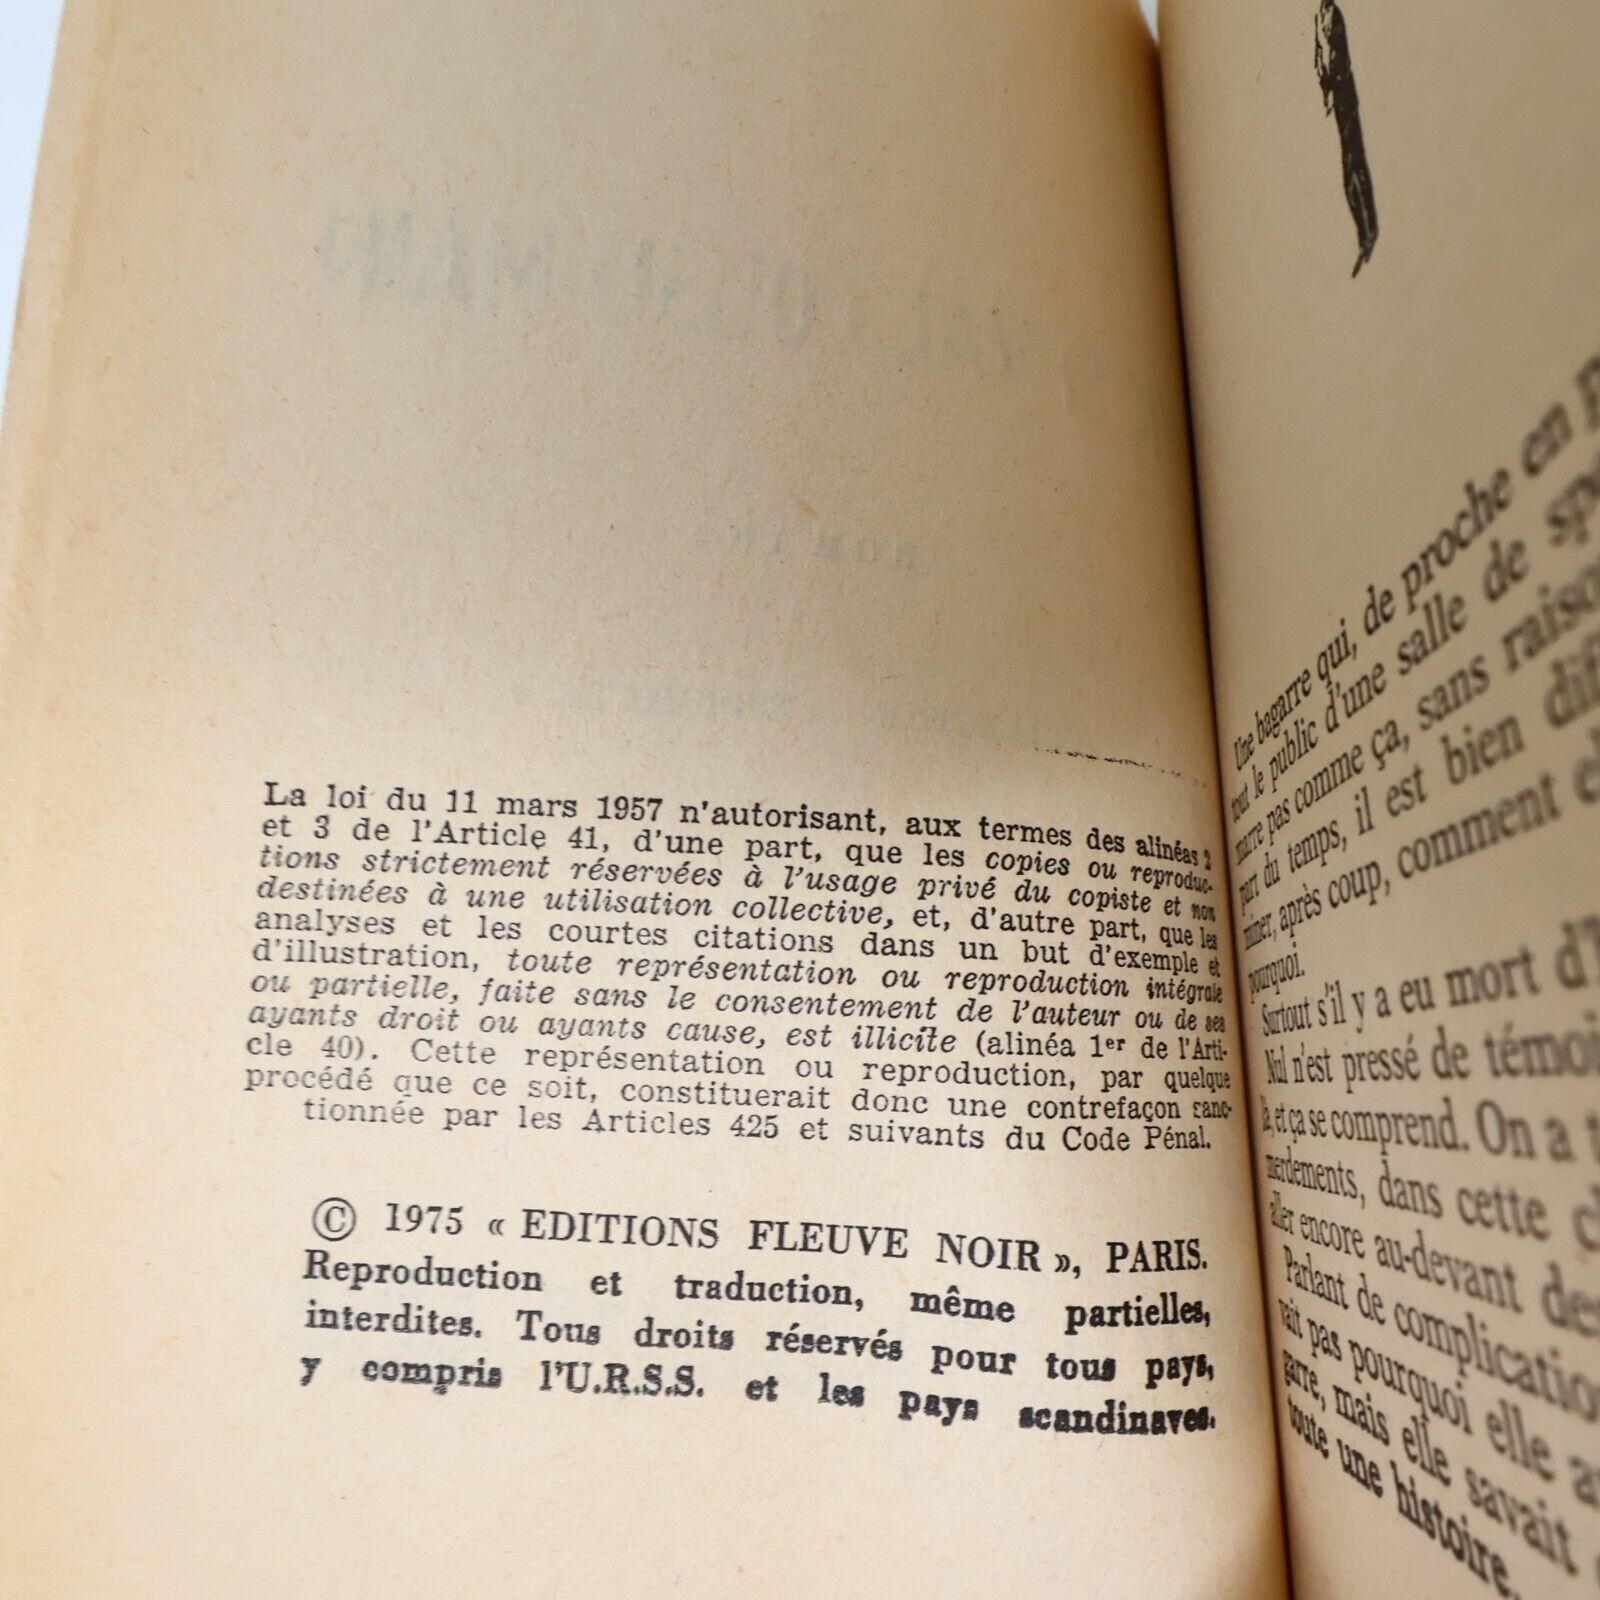 La loi du 11 mars 1957 n'autorisant, aux termes des alinéas 2
et 3 de l'Article 41, d'une part, que les copies ou reproduc-
tions strictement réservées à l'usage privé du copiste et non
destinées à une utilisation collective, et, d'autre part, que les
analyses et les courtes citations dans un but d'exemple et
d'illustration, toute représentation ou reproduction intégrale
ou partielle, faite sans le consentement de l'auteur ou de ses
ayants droit ou ayants cause, est illicite (alinéa 1er de l'Arti-
cle 40). Cette représentation ou reproduction, par quelque
procédé que ce soit, constituerait donc une contrefaçon sanc-
tionnée par les Articles 425 et suivants du Code Pénal.
© 1975 « EDITIONS FLEUVE NOIR », PARIS.
Reproduction et traduction, même partielles,
interdites. Tous droits réservés pour tous pays,
y compris l'U.R.S.S. et les pays scandinaves.
Une bagarre qui, de proche en
tout le public d'une salle de
marre pas comme ça, sans
part du temps, il est bien
miner, après coup, comment
pourquoi.
Surtout s'il y a eu mort
Nul n'est pressé de
là, et ça se comprend. On a
merdements, dans cette
aller encore au-devant des
Parlant de
rait pas pourquoi elle
garre, mais elle savait
toute une histoire.